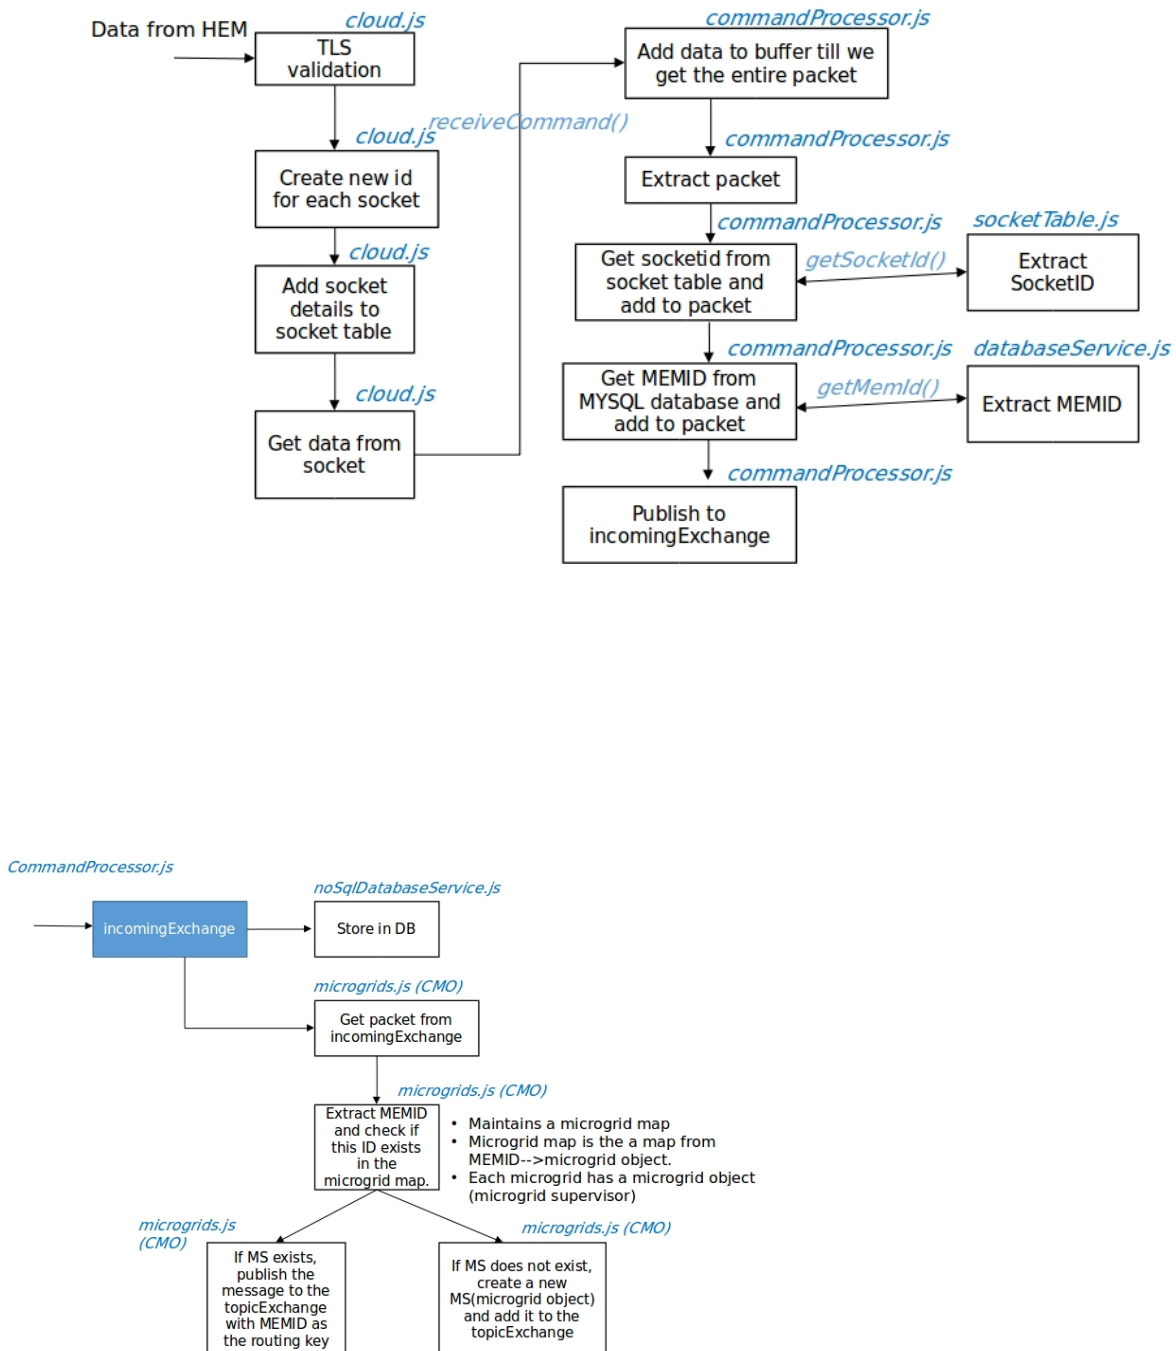 Data from HEM
cloud.js
TLS
validation
cloud.js
Create new id
for each socket
cloud.js
Add socket
details to
socket table
cloud.js
Get data from
socket
receiveCommand()
commandProcessor.js
Add data to buffer till we
get the entire packet
commandProcessor.js
Extract packet
commandProcessor.js
Get socketid from
socket table and
add to packet
getSocketId()
socketTable.js
Extract
SocketID
commandProcessor.js
Get MEMID from
MYSQL database and
add to packet
getMemId()
databaseService.js
Extract MEMID
commandProcessor.js
Publish to
incomingExchange
CommandProcessor.js
incomingExchange
noSqlDatabaseService.js
Store in DB
microgrids.js (CMO)
Get packet from
incomingExchange
microgrids.js (CMO)
Extract MEMID
and check if
this ID exists
in the
microgrid map.
• Maintains a microgrid map
• Microgrid map is the a map from
MEMID-->microgrid object.
• Each microgrid has a microgrid object
(microgrid supervisor)
microgrids.js
(CMO)
If MS exists,
publish the
message to the
topicExchange
with MEMID as
the routing key
microgrids.js (CMO)
If MS does not exist,
create a new
MS(microgrid object)
and add it to the
topicExchange